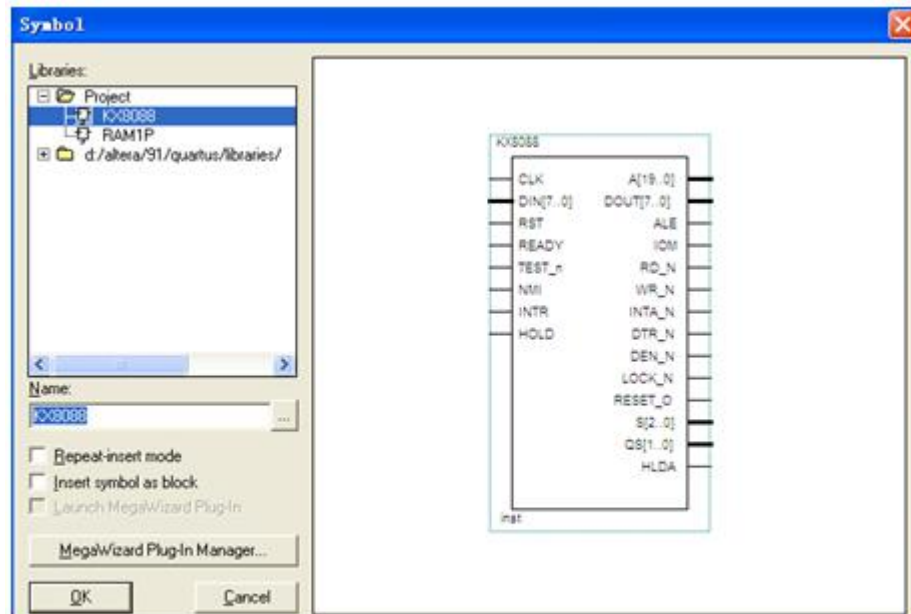 Symbol
Libraries:
Project
KX8088
RAM1P
d:/altera/91/quartus/libraries/
Name:
KX8088
...
Repeat-insert mode
Insert symbol as block
Launch MegaWizard Plug-In
MegaWizard Plug-In Manager...
OK
Cancel
KX8088
CLK A[19..0]
DIN[7..0] DOUT[7..0]
RST ALE
READY IOM
TEST_n RD_N
NMI WR_N
INTR INTA_N
HOLD DTR_N
DEN_N
LOCK_N
RESET_O
S[2..0]
QS[1..0]
HLDA
inst